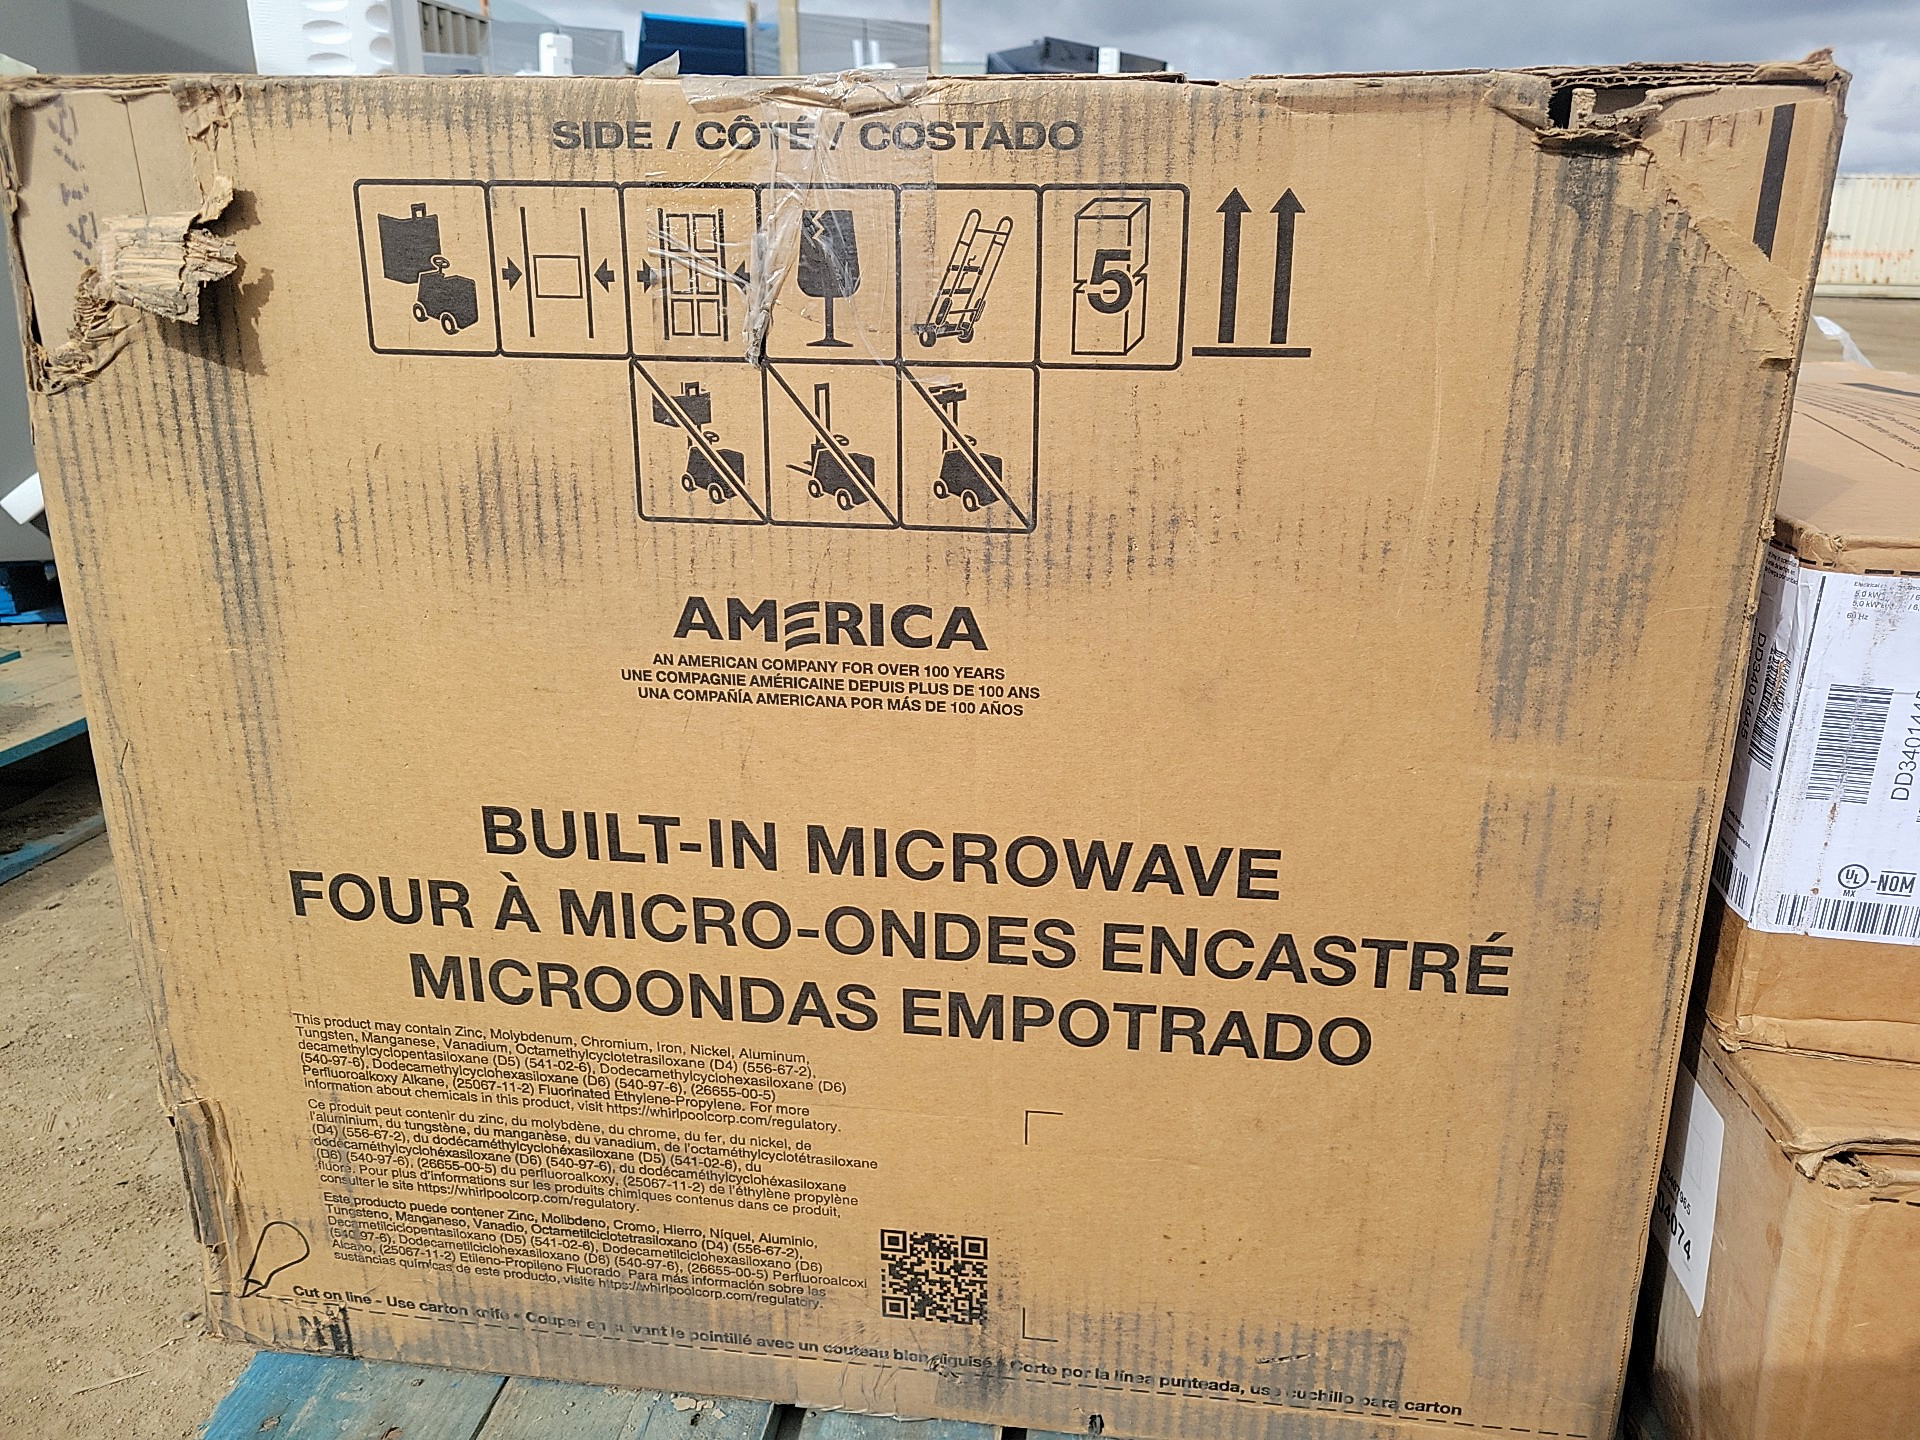 SIDE / CÔTÉ / COSTADO
5
AMERICA
AN AMERICAN COMPANY FOR OVER 100 YEARS
UNE COMPAGNIE AMÉRICAINE DEPUIS PLUS DE 100 ANS
UNA COMPAÑÍA AMERICANA POR MÁS DE 100 AÑOS
BUILT-IN MICROWAVE
FOUR À MICRO-ONDES ENCASTRÉ
MICROONDAS EMPOTRADO
This product may contain Zinc, Molybdenum, Chromium, Iron, Nickel, Aluminum,
Tungsten, Manganese, Vanadium, Octamethylcyclotetrasiloxane (D4) (556-67-2),
decamethylcyclopentasiloxane (D5) (541-02-6), Dodecamethylcyclohexasiloxane (D6)
(540-97-6), Dodecamethylcyclohexasiloxane (D6) (540-97-6), (26655-00-5)
Perfluoroalkoxy Alkane, (25067-11-2) Fluorinated Ethylene-Propylene. For more
information about chemicals in this product, visit https://whirlpoolcorp.com/regulatory.
Ce produit peut contenir du zinc, du molybdène, du chrome, du fer, du nickel, de
l'aluminium, du tungstène, du manganèse, du vanadium, de l'octaméthylcyclotétrasiloxane
(D4) (556-67-2), du dodécaméthylcyclohéxasiloxane (D5) (541-02-6), du
dodécaméthylcyclohéxasiloxane (D6) (540-97-6), du dodécaméthylcyclohéxasiloxane
(D6) (540-97-6), (26655-00-5) du perfluoroalkoxy, (25067-11-2) de l'éthylène propylène
fluoré. Pour plus d'informations sur les produits chimiques contenus dans ce produit,
consulter le site https://whirlpoolcorp.com/regulatory.
Este producto puede contener Zinc, Molibdeno, Cromo, Hierro, Níquel, Aluminio,
Tungsteno, Manganeso, Vanadio, Octametilciclotetrasiloxano (D4) (556-67-2),
Decametilciclopentasiloxano (D5) (541-02-6), Dodecametilciclohexasiloxano (D6)
(540-97-6), Dodecametilciclohexasiloxano (D6) (540-97-6), (26655-00-5) Perfluoroalcoxi
Alcano, (25067-11-2) Etileno-Propileno Fluorado. Para más información sobre las
sustancias químicas de este producto, visite https://whirlpoolcorp.com/regulatory.
Cut on line - Use carton knife • Couper en suivant le pointillé avec un couteau bien aiguisé • Corte por la línea punteada, use cuchillo para carton
5.0 kW
60 Hz
DD3401445
DD340144
UL
MX
-NOM
04074